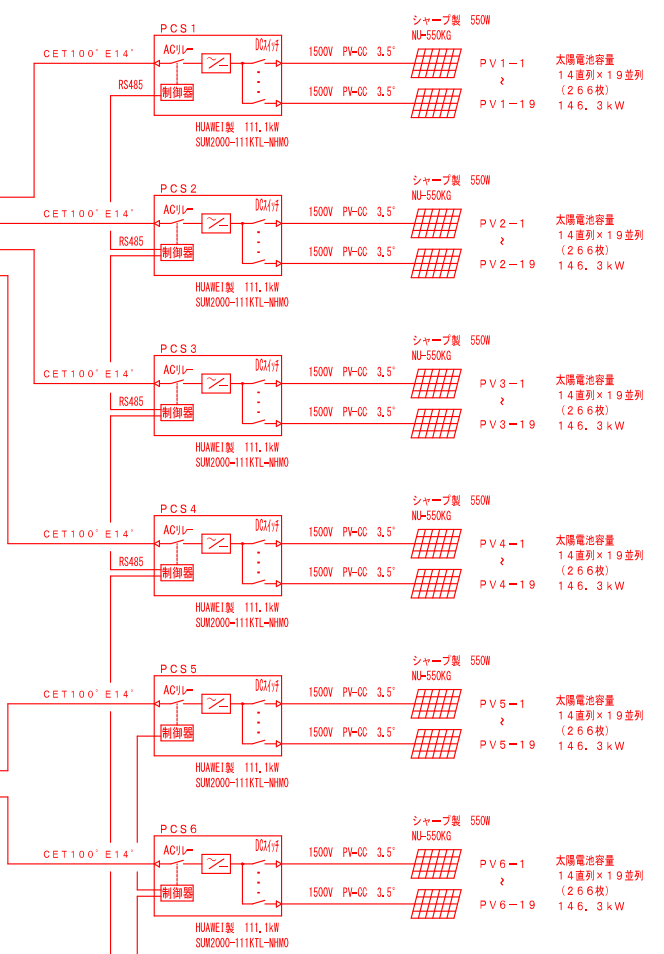 PCS1
シャープ製 550W
NU-550KG
CET100° E14°
ACリレー
DCスイッチ
1500V PV-CC 3.5°
PV1-1
太陽電池容量
14直列×19並列
(266枚)
146.3kW
RS485
制御器
1500V PV-CC 3.5°
~
PV1-19
HUAWEI製 111.1kW
SUM2000-111KTL-NHM0
PCS2
シャープ製 550W
NU-550KG
CET100° E14°
ACリレー
DCスイッチ
1500V PV-CC 3.5°
PV2-1
太陽電池容量
14直列×19並列
(266枚)
146.3kW
RS485
制御器
1500V PV-CC 3.5°
~
PV2-19
HUAWEI製 111.1kW
SUM2000-111KTL-NHM0
PCS3
シャープ製 550W
NU-550KG
CET100° E14°
ACリレー
DCスイッチ
1500V PV-CC 3.5°
PV3-1
太陽電池容量
14直列×19並列
(266枚)
146.3kW
RS485
制御器
1500V PV-CC 3.5°
~
PV3-19
HUAWEI製 111.1kW
SUM2000-111KTL-NHM0
PCS4
シャープ製 550W
NU-550KG
CET100° E14°
ACリレー
DCスイッチ
1500V PV-CC 3.5°
PV4-1
太陽電池容量
14直列×19並列
(266枚)
146.3kW
RS485
制御器
1500V PV-CC 3.5°
~
PV4-19
HUAWEI製 111.1kW
SUM2000-111KTL-NHM0
PCS5
シャープ製 550W
NU-550KG
CET100° E14°
ACリレー
DCスイッチ
1500V PV-CC 3.5°
PV5-1
太陽電池容量
14直列×19並列
(266枚)
146.3kW
制御器
1500V PV-CC 3.5°
~
PV5-19
HUAWEI製 111.1kW
SUM2000-111KTL-NHM0
PCS6
シャープ製 550W
NU-550KG
CET100° E14°
ACリレー
DCスイッチ
1500V PV-CC 3.5°
PV6-1
太陽電池容量
14直列×19並列
(266枚)
146.3kW
制御器
1500V PV-CC 3.5°
~
PV6-19
HUAWEI製 111.1kW
SUM2000-111KTL-NHM0